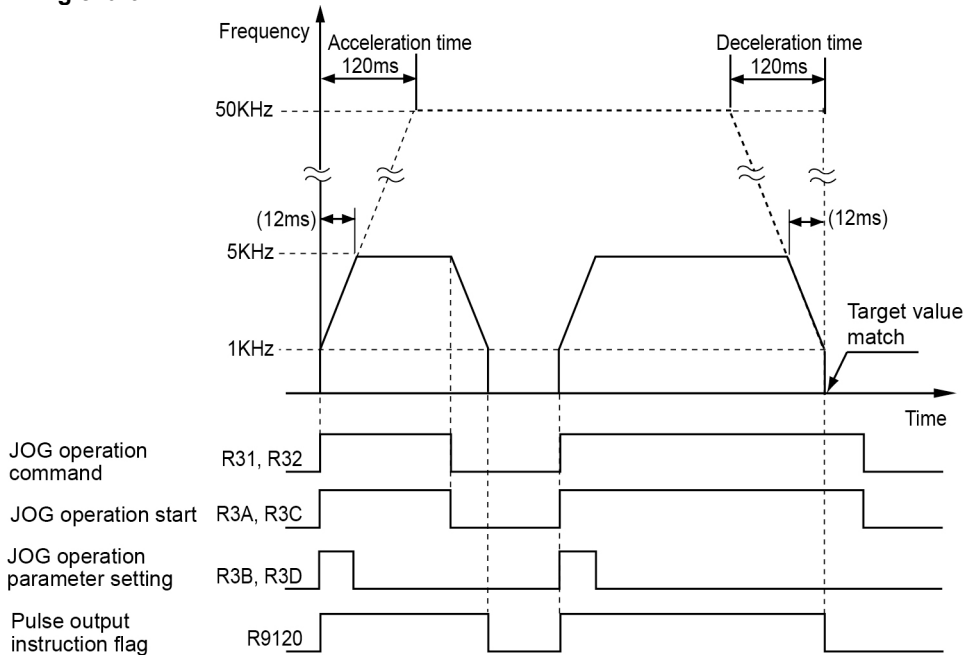 Frequency
Acceleration time
120ms
Deceleration time
120ms
50KHz
(12ms)
(12ms)
5KHz
Target value
match
1KHz
Time
JOG operation
command
R31, R32
JOG operation start
R3A, R3C
JOG operation
parameter setting
R3B, R3D
Pulse output
instruction flag
R9120